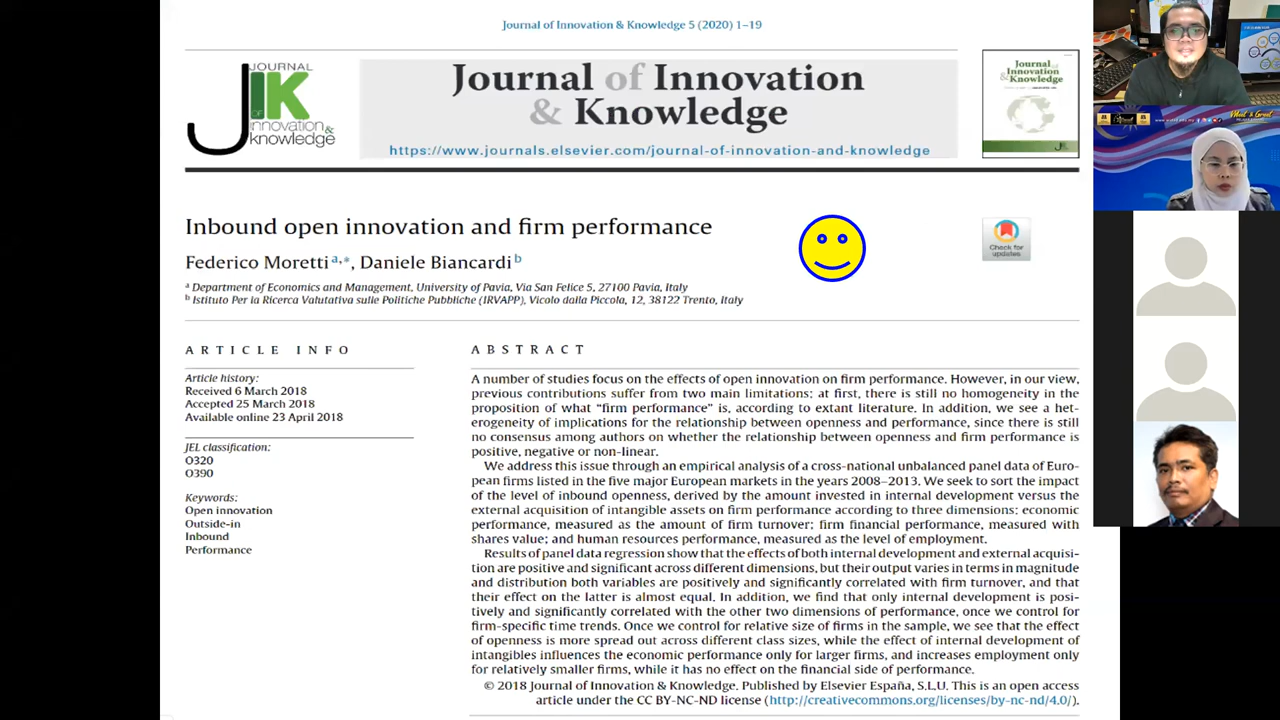 Journal of Innovation & Knowledge 5 (2020) 1–19
JOURNAL
JIK
OF
innovation&
knowledge
Journal of Innovation
& Knowledge
https://www.journals.elsevier.com/journal-of-innovation-and-knowledge
Journal of
Innovation
& Knowledge
Inbound open innovation and firm performance
Check for
updates
Federico Moretti a,*, Daniele Biancardi b
a Department of Economics and Management, University of Pavia, Via San Felice 5, 27100 Pavia, Italy
b Istituto Per la Ricerca Valutativa sulle Politiche Pubbliche (IRVAPP), Vicolo dalla Piccola, 12, 38122 Trento, Italy
ARTICLE INFO
Article history:
Received 6 March 2018
Accepted 25 March 2018
Available online 23 April 2018
JEL classification:
O320
O390
Keywords:
Open innovation
Outside-in
Inbound
Performance
ABSTRACT
A number of studies focus on the effects of open innovation on firm performance. However, in our view,
previous contributions suffer from two main limitations: at first, there is still no homogeneity in the
proposition of what “firm performance” is, according to extant literature. In addition, we see a het-
erogeneity of implications for the relationship between openness and performance, since there is still
no consensus among authors on whether the relationship between openness and firm performance is
positive, negative or non-linear.
We address this issue through an empirical analysis of a cross-national unbalanced panel data of Euro-
pean firms listed in the five major European markets in the years 2008–2013. We seek to sort the impact
of the level of inbound openness, derived by the amount invested in internal development versus the
external acquisition of intangible assets on firm performance according to three dimensions: economic
performance, measured as the amount of firm turnover; firm financial performance, measured with
shares value; and human resources performance, measured as the level of employment.
Results of panel data regression show that the effects of both internal development and external acquisi-
tion are positive and significant across different dimensions, but their output varies in terms in magnitude
and distribution both variables are positively and significantly correlated with firm turnover, and that
their effect on the latter is almost equal. In addition, we find that only internal development is posi-
tively and significantly correlated with the other two dimensions of performance, once we control for
firm-specific time trends. Once we control for relative size of firms in the sample, we see that the effect
of openness is more spread out across different class sizes, while the effect of internal development of
intangibles influences the economic performance only for larger firms, and increases employment only
for relatively smaller firms, while it has no effect on the financial side of performance.
© 2018 Journal of Innovation & Knowledge. Published by Elsevier España, S.L.U. This is an open access
article under the CC BY-NC-ND license (http://creativecommons.org/licenses/by-nc-nd/4.0/).